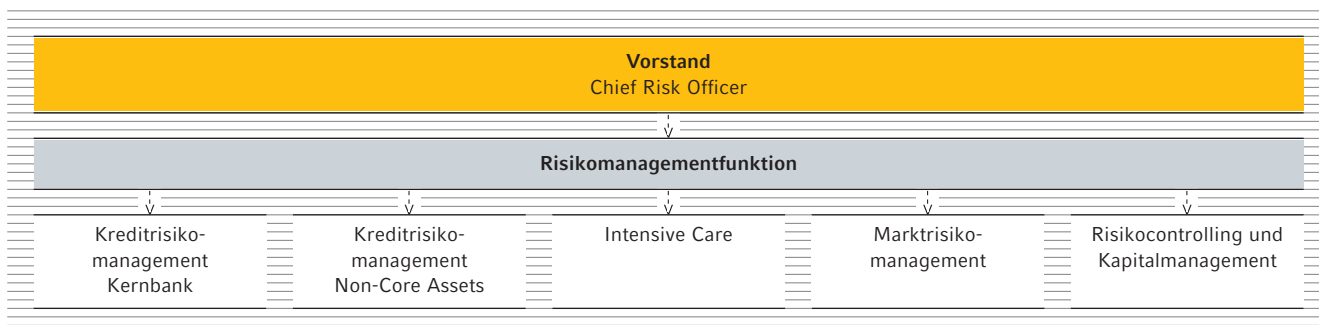 Vorstand
Chief Risk Officer
Risikomanagementfunktion
Kreditrisiko-
management
Kernbank
Kreditrisiko-
management
Non-Core Assets
Intensive Care
Marktrisiko-
management
Risikocontrolling und
Kapitalmanagement